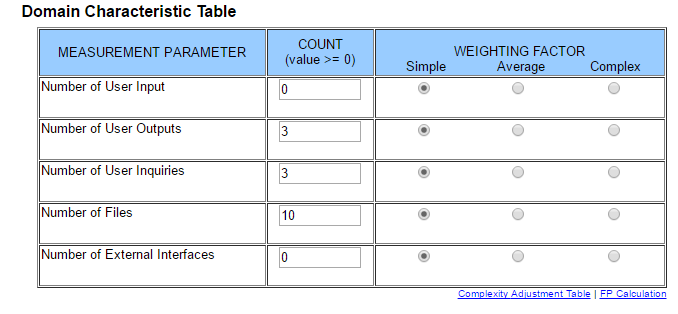 Domain Characteristic Table
MEASUREMENT PARAMETER
COUNT
(value >= 0)
WEIGHTING FACTOR
Simple Average Complex
Number of User Input 0
Number of User Outputs 3
Number of User Inquiries 3
Number of Files 10
Number of External Interfaces 0
Complexity Adjustment Table | FP Calculation